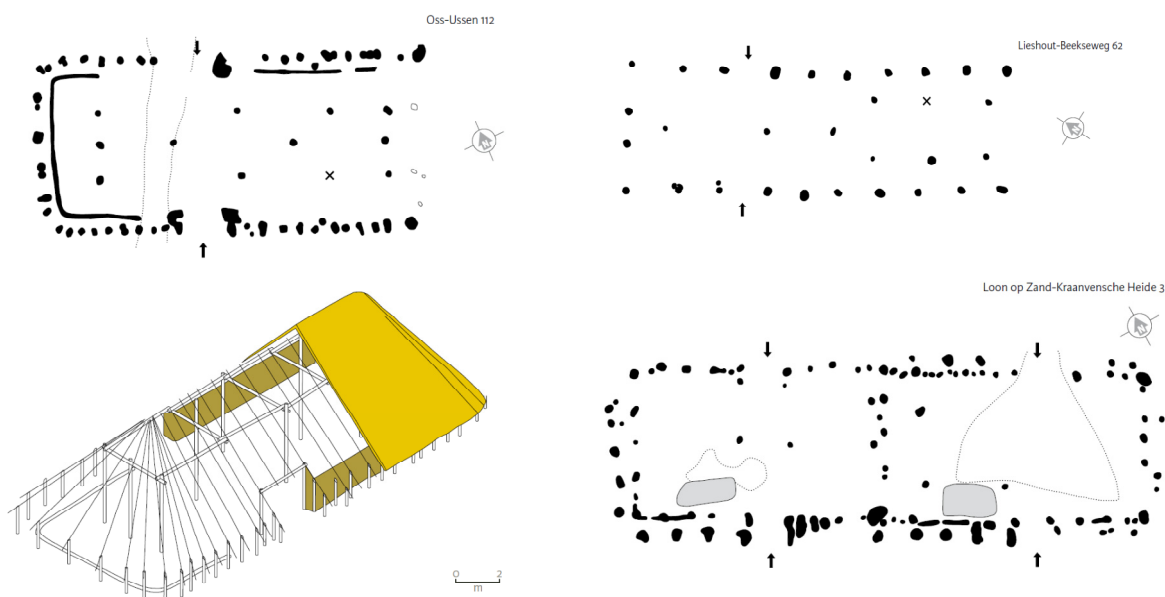 Oss-Ussen 112
Lieshout-Beekseweg 62
Loon op Zand-Kraanvensche Heide 3
0 2
m